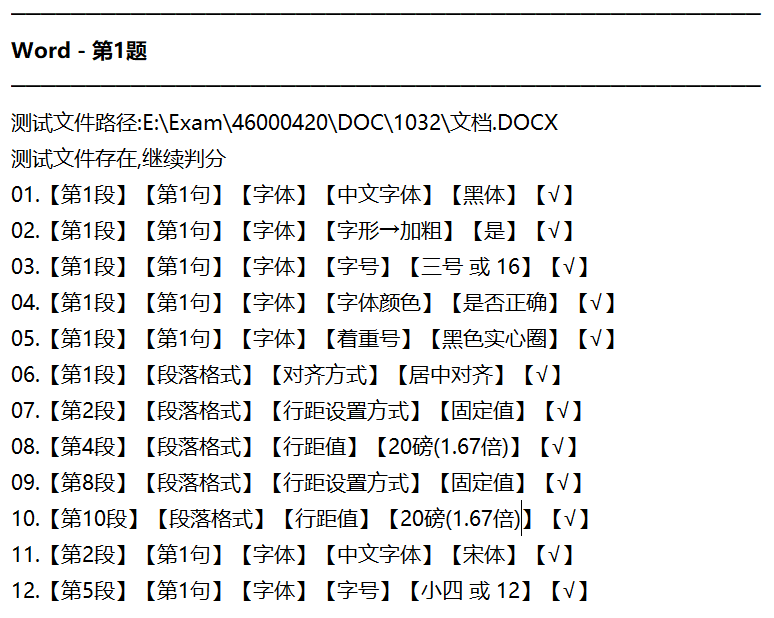 Word - 第1题
测试文件路径:E:\Exam\46000420\DOC\1032\文档.DOCX
测试文件存在,继续判分
01.【第1段】【第1句】【字体】【中文字体】【黑体】【√】
02.【第1段】【第1句】【字体】【字形→加粗】【是】【√】
03.【第1段】【第1句】【字体】【字号】【三号 或 16】【√】
04.【第1段】【第1句】【字体】【字体颜色】【是否正确】【√】
05.【第1段】【第1句】【字体】【着重号】【黑色实心圈】【√】
06.【第1段】【段落格式】【对齐方式】【居中对齐】【√】
07.【第2段】【段落格式】【行距设置方式】【固定值】【√】
08.【第4段】【段落格式】【行距值】【20磅(1.67倍)】【√】
09.【第8段】【段落格式】【行距设置方式】【固定值】【√】
10.【第10段】【段落格式】【行距值】【20磅(1.67倍)】【√】
11.【第2段】【第1句】【字体】【中文字体】【宋体】【√】
12.【第5段】【第1句】【字体】【字号】【小四 或 12】【√】